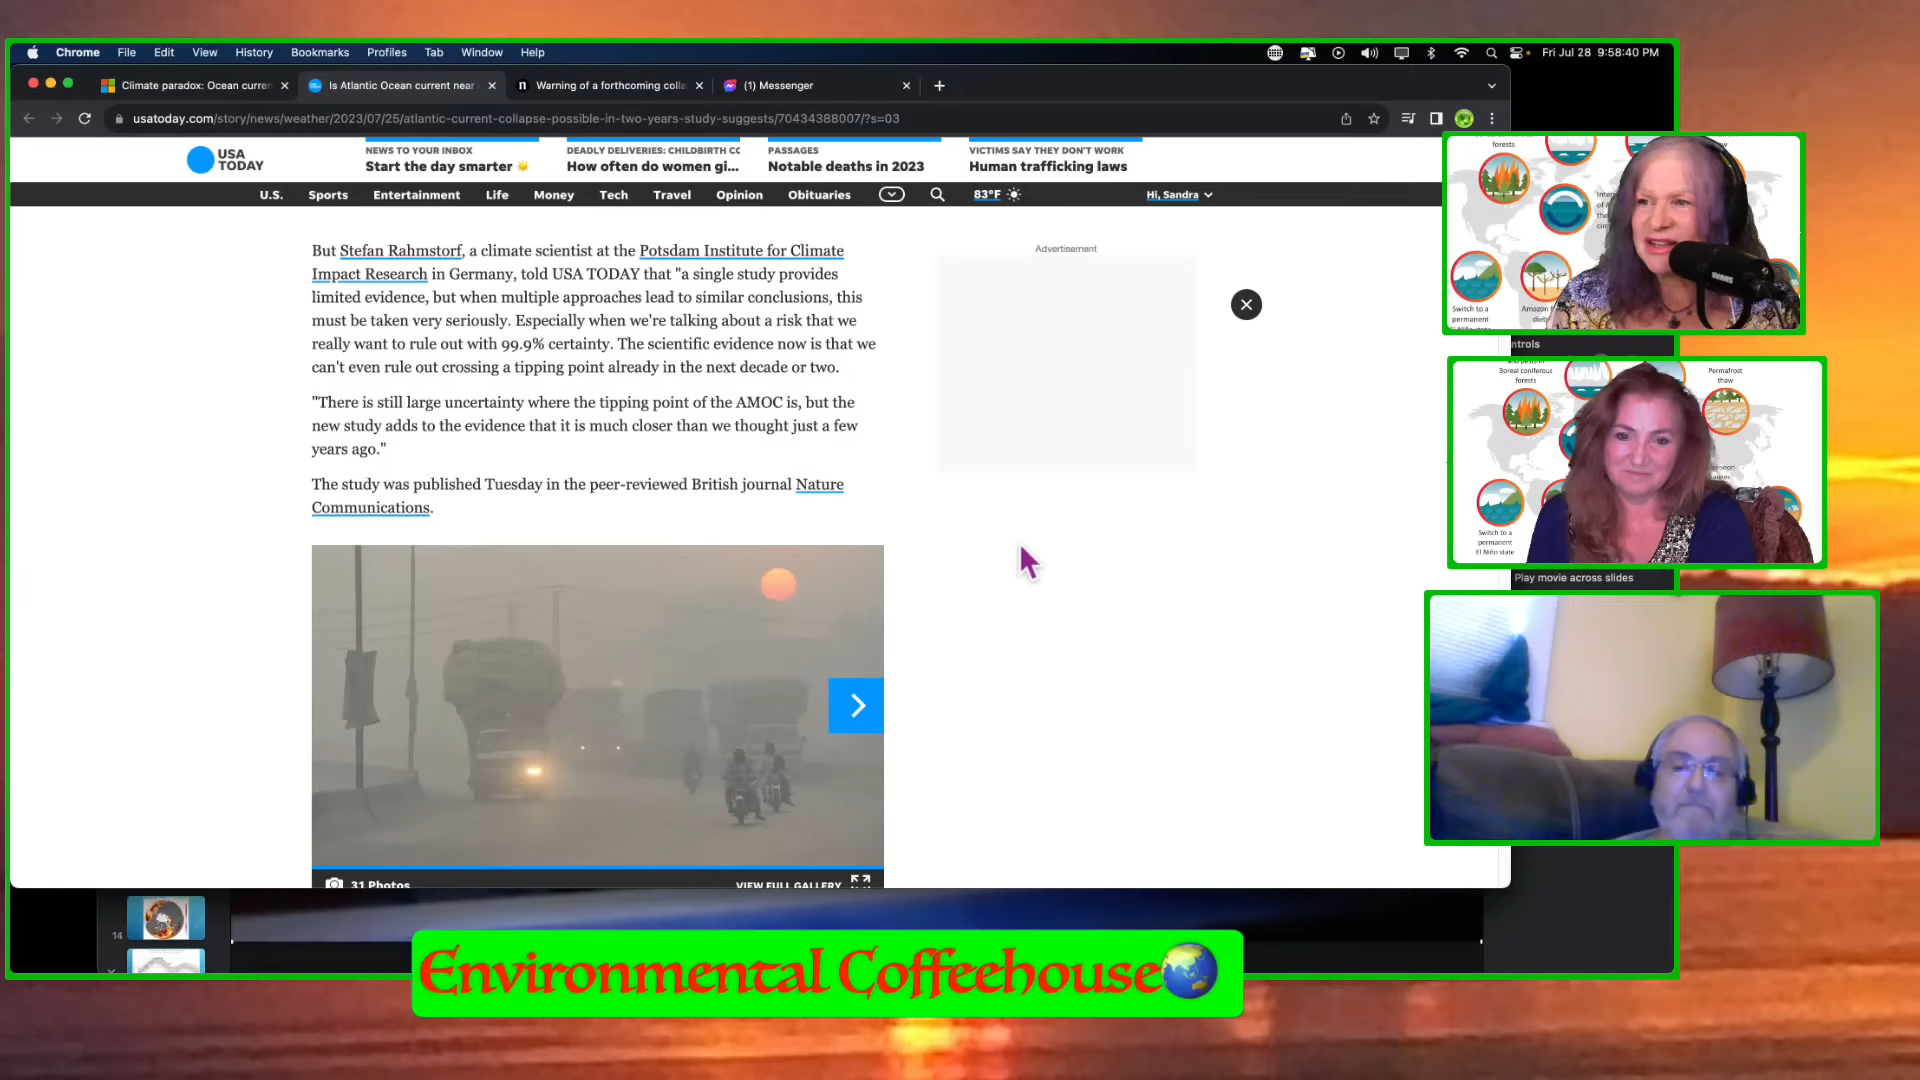 Chrome File Edit View History Bookmarks Profiles Tab Window Help
Fri Jul 28 9:58:40 PM
Climate paradox: Ocean curren
Is Atlantic Ocean current near
Warning of a forthcoming colla
(1) Messenger
usatoday.com/story/news/weather/2023/07/25/atlantic-current-collapse-possible-in-two-years-study-suggests/70434388007/?s=03
USA
TODAY
NEWS TO YOUR INBOX
Start the day smarter
DEADLY DELIVERIES: CHILDBIRTH CC
How often do women gi...
PASSAGES
Notable deaths in 2023
VICTIMS SAY THEY DON'T WORK
Human trafficking laws
U.S. Sports Entertainment Life Money Tech Travel Opinion Obituaries 83°F Hi, Sandra
But Stefan Rahmstorf, a climate scientist at the Potsdam Institute for Climate
Impact Research in Germany, told USA TODAY that "a single study provides
limited evidence, but when multiple approaches lead to similar conclusions, this
must be taken very seriously. Especially when we're talking about a risk that we
really want to rule out with 99.9% certainty. The scientific evidence now is that we
can't even rule out crossing a tipping point already in the next decade or two.
"There is still large uncertainty where the tipping point of the AMOC is, but the
new study adds to the evidence that it is much closer than we thought just a few
years ago."
The study was published Tuesday in the peer-reviewed British journal Nature
Communications.
Advertisement
31 Photos
VIEW FULL GALLERY
forests
Switch to a
permanent
El Niño state
Amazon
ntrols
Boreal coniferous
forests
Permafrost
thaw
Switch to a
permanent
El Niño state
Play movie across slides
14
Environmental Coffeehouse